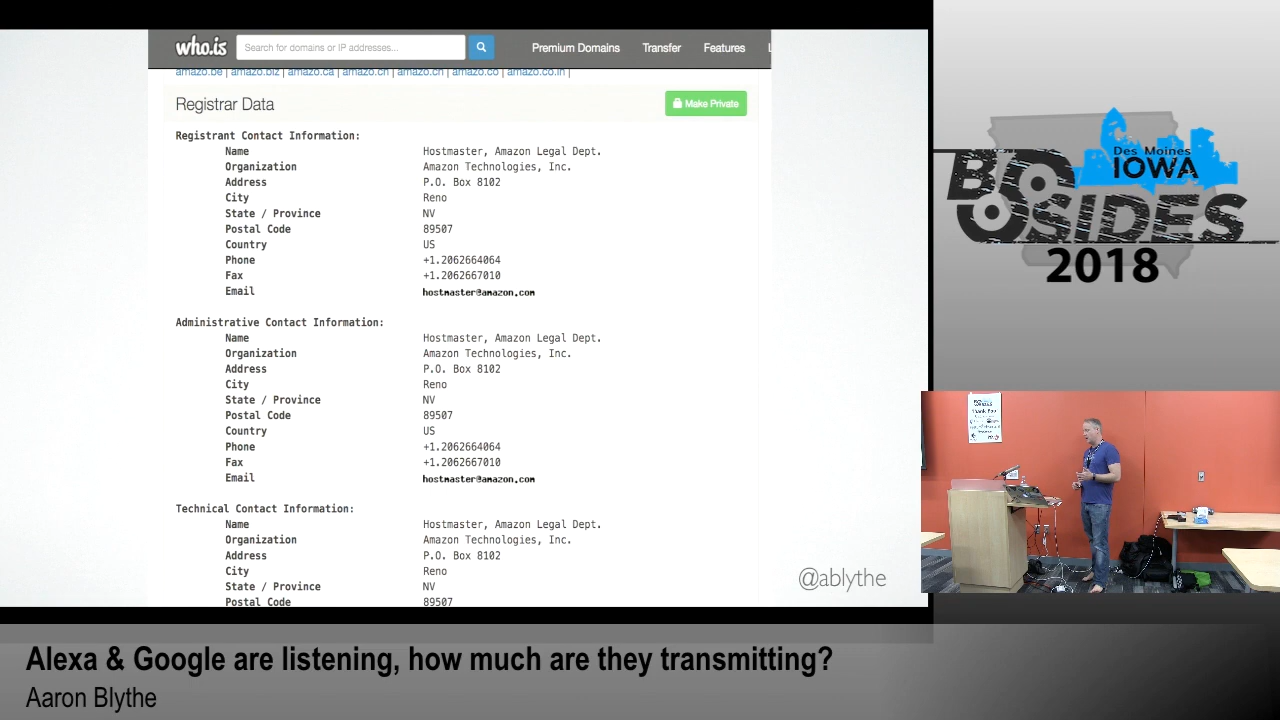 who.is
Search for domains or IP addresses...
Premium Domains Transfer Features
amazo.be | amazo.biz | amazo.ca | amazo.ch | amazo.cn | amazo.co | amazo.co.in |
Registrar Data
Make Private
Registrant Contact Information:
Name Hostmaster, Amazon Legal Dept.
Organization Amazon Technologies, Inc.
Address P.O. Box 8102
City Reno
State / Province NV
Postal Code 89507
Country US
Phone +1.2062664064
Fax +1.2062667010
Email hostmaster@amazon.com
Administrative Contact Information:
Name Hostmaster, Amazon Legal Dept.
Organization Amazon Technologies, Inc.
Address P.O. Box 8102
City Reno
State / Province NV
Postal Code 89507
Country US
Phone +1.2062664064
Fax +1.2062667010
Email hostmaster@amazon.com
Technical Contact Information:
Name Hostmaster, Amazon Legal Dept.
Organization Amazon Technologies, Inc.
Address P.O. Box 8102
City Reno
State / Province NV
Postal Code 89507
@ablythe
Des Moines
IOWA
BSIDES
2018
Thank You!
Alexa & Google are listening, how much are they transmitting?
Aaron Blythe